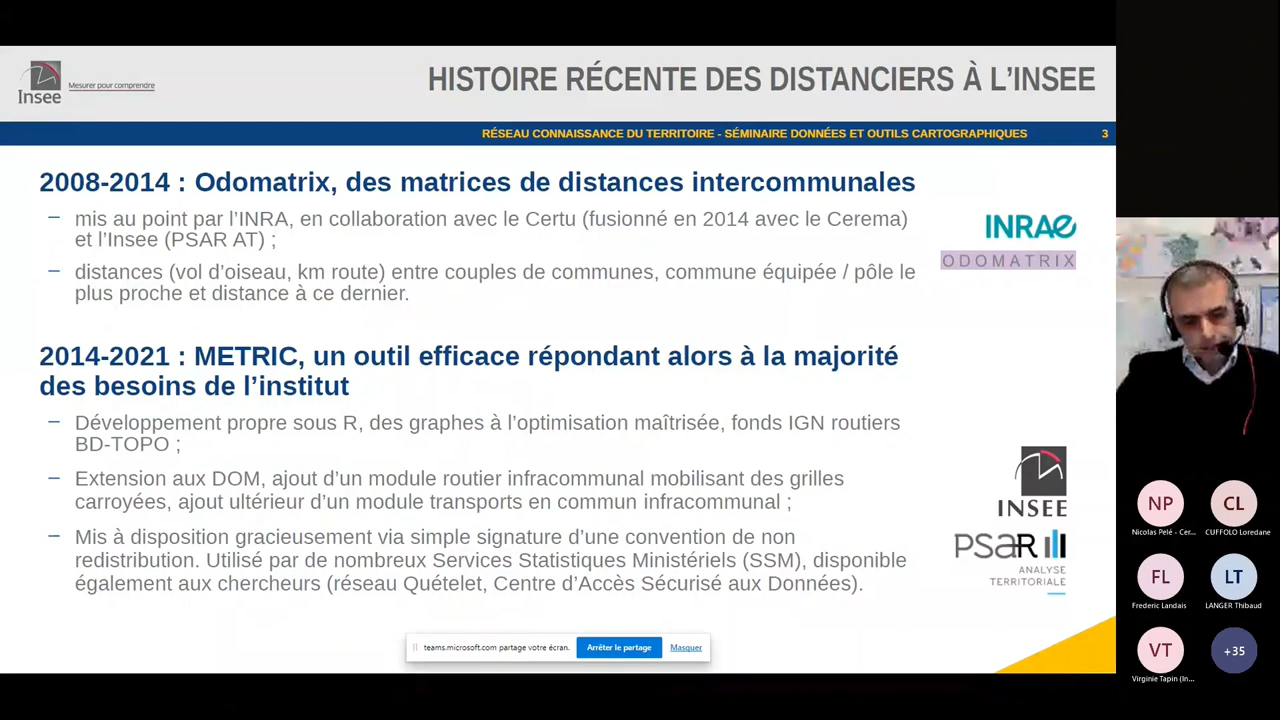 Insee
Mesurer pour comprendre
HISTOIRE RÉCENTE DES DISTANCIERS À L'INSEE
RÉSEAU CONNAISSANCE DU TERRITOIRE - SÉMINAIRE DONNÉES ET OUTILS CARTOGRAPHIQUES 3
2008-2014 : Odomatrix, des matrices de distances intercommunales
– mis au point par l'INRA, en collaboration avec le Certu (fusionné en 2014 avec le Cerema)
et l'Insee (PSAR AT) ;
– distances (vol d'oiseau, km route) entre couples de communes, commune équipée / pôle le
plus proche et distance à ce dernier.
INRAE
ODOMATRIX
2014-2021 : METRIC, un outil efficace répondant alors à la majorité
des besoins de l'institut
– Développement propre sous R, des graphes à l'optimisation maîtrisée, fonds IGN routiers
BD-TOPO ;
– Extension aux DOM, ajout d'un module routier infracommunal mobilisant des grilles
carroyées, ajout ultérieur d'un module transports en commun infracommunal ;
– Mis à disposition gracieusement via simple signature d'une convention de non
redistribution. Utilisé par de nombreux Services Statistiques Ministériels (SSM), disponible
également aux chercheurs (réseau Quételet, Centre d'Accès Sécurisé aux Données).
INSEE
PSAR
ANALYSE
TERRITORIALE
teams.microsoft.com partage votre écran. Arrêter le partage Masquer
NP CL
Nicolas Pelé - Cer... CUFFOLO Loredane
FL LT
Frederic Landais LANGER Thibaud
VT +35
Virginie Tapin (In...